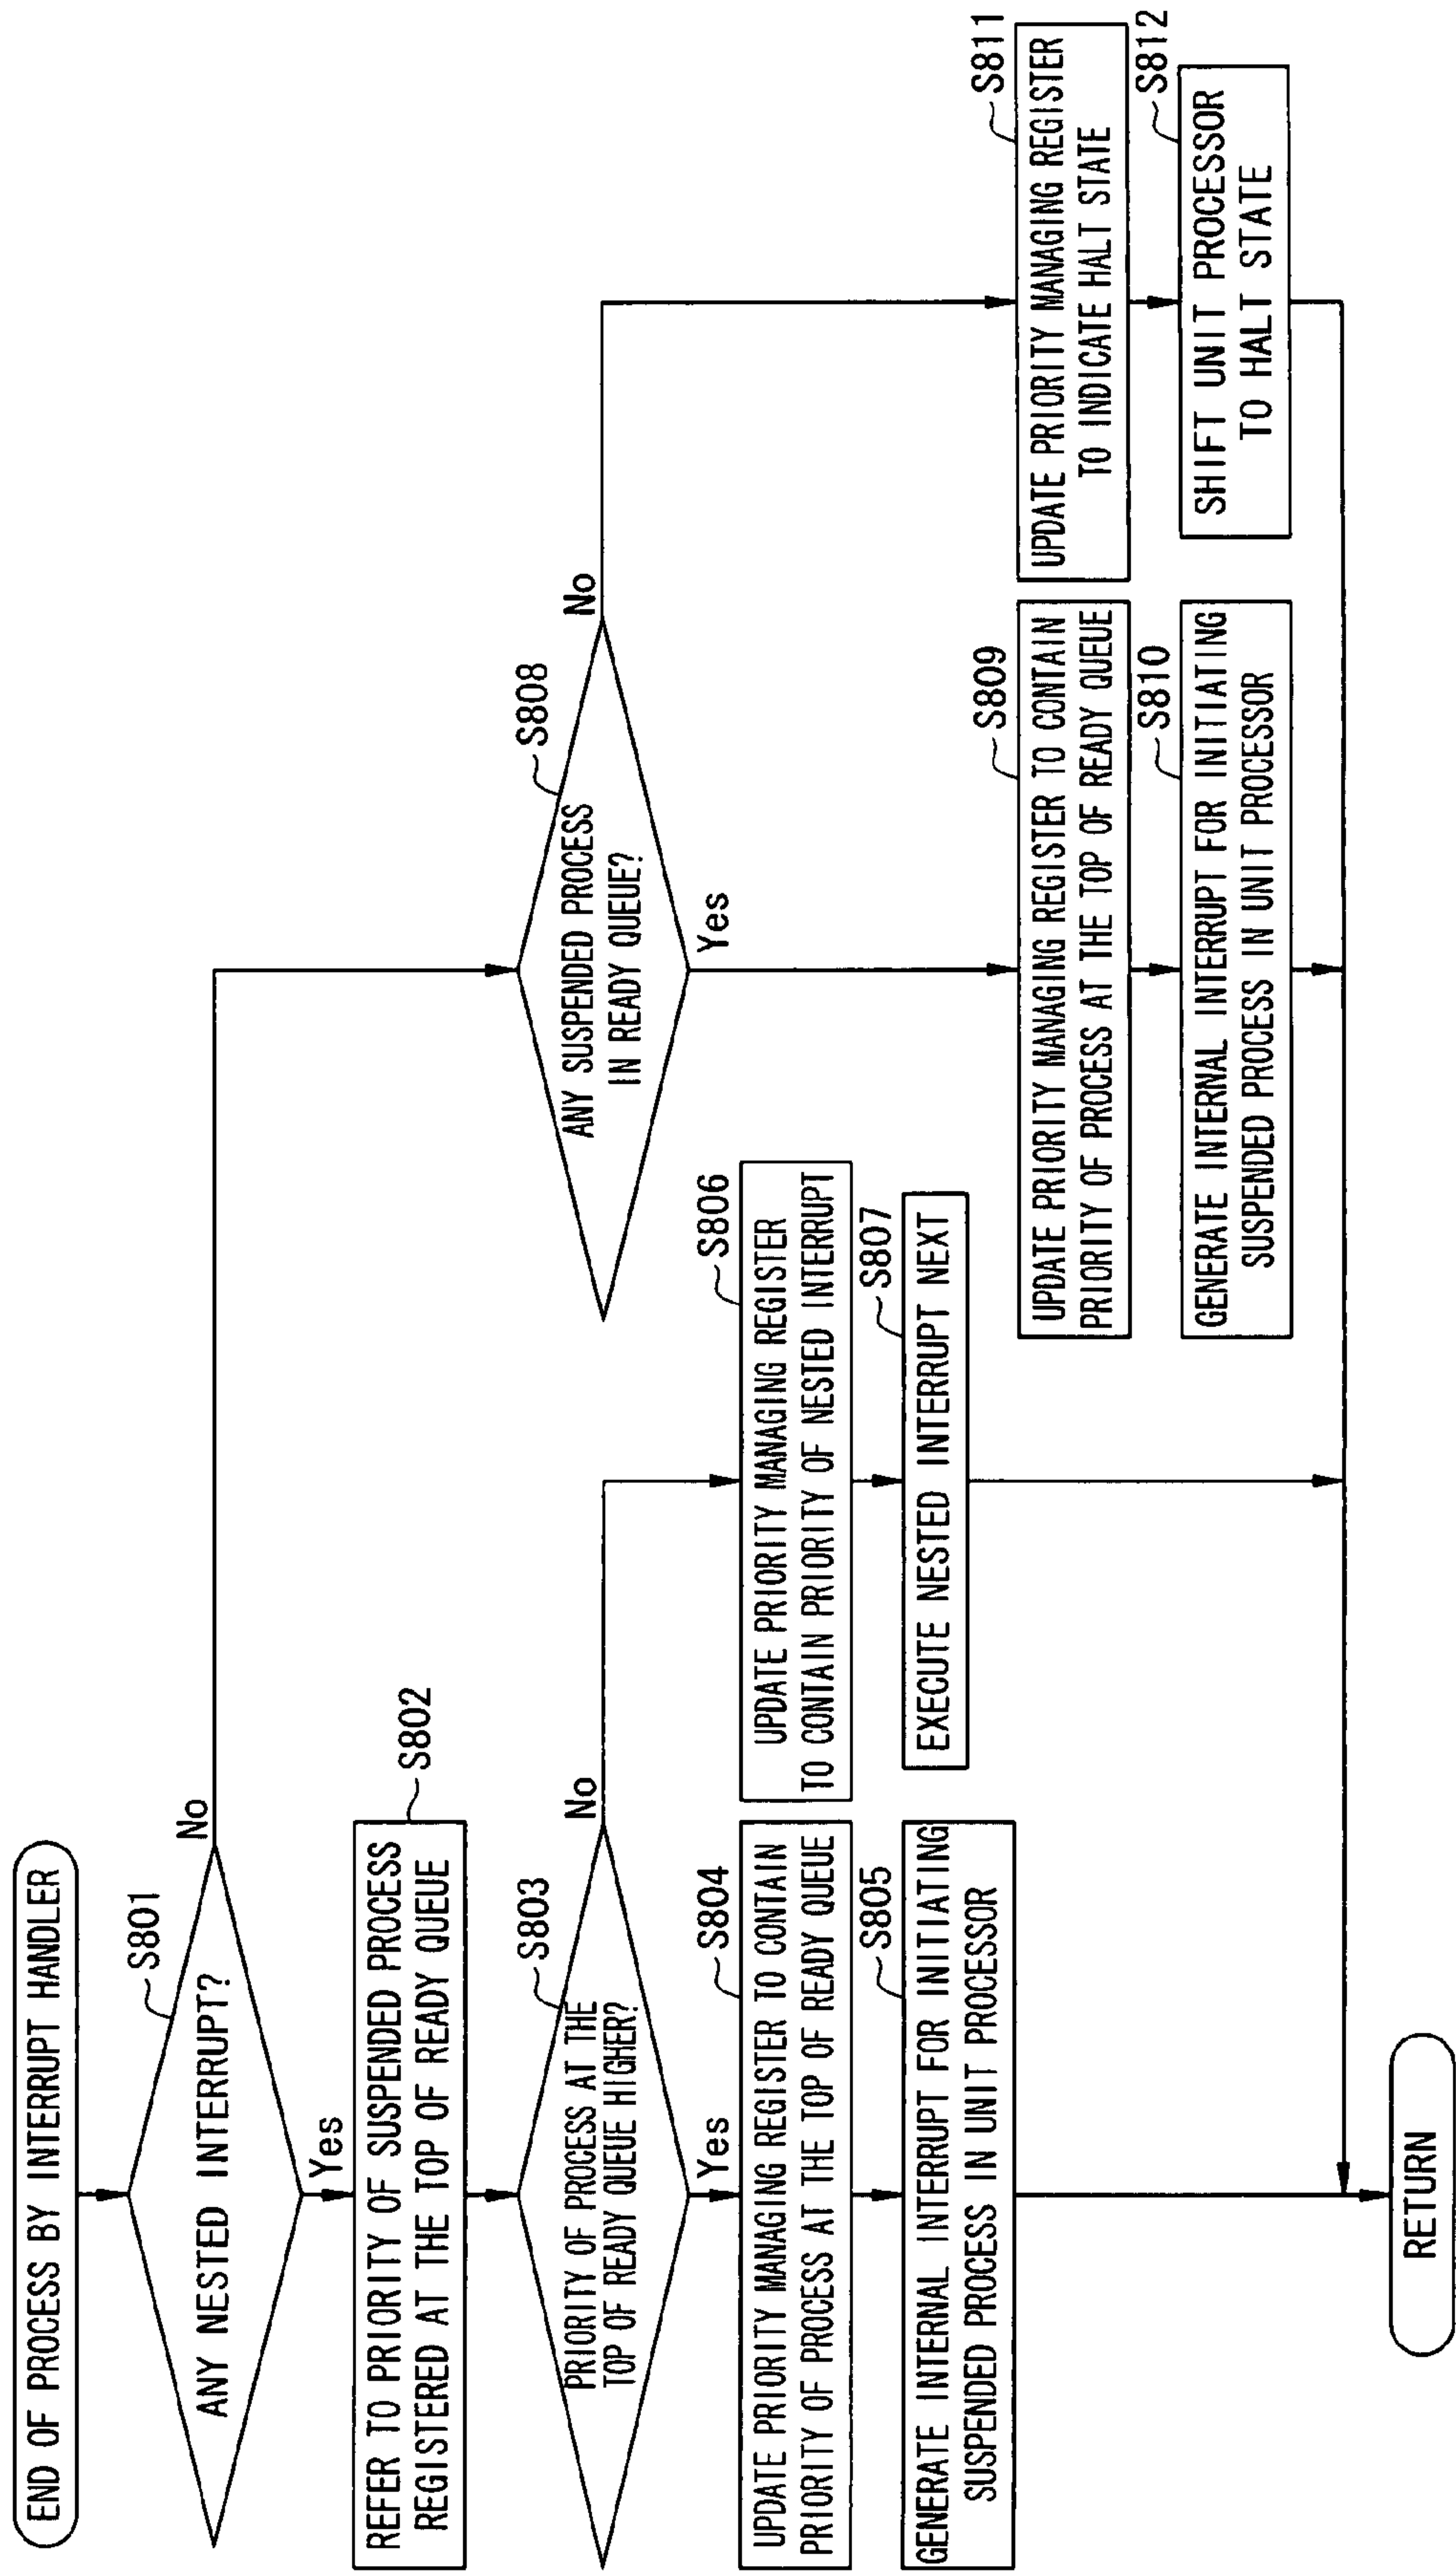 END OF PROCESS BY INTERRUPT HANDLER
S801
ANY NESTED INTERRUPT?
No
Yes
S802
REFER TO PRIORITY OF SUSPENDED PROCESS
REGISTERED AT THE TOP OF READY QUEUE
S803
PRIORITY OF PROCESS AT THE
TOP OF READY QUEUE HIGHER?
No
Yes
S804
UPDATE PRIORITY MANAGING REGISTER TO CONTAIN
PRIORITY OF PROCESS AT THE TOP OF READY QUEUE
S805
GENERATE INTERNAL INTERRUPT FOR INITIATING
SUSPENDED PROCESS IN UNIT PROCESSOR
S806
UPDATE PRIORITY MANAGING REGISTER
TO CONTAIN PRIORITY OF NESTED INTERRUPT
S807
EXECUTE NESTED INTERRUPT NEXT
S808
ANY SUSPENDED PROCESS
IN READY QUEUE?
No
Yes
S809
UPDATE PRIORITY MANAGING REGISTER TO CONTAIN
PRIORITY OF PROCESS AT THE TOP OF READY QUEUE
S810
GENERATE INTERNAL INTERRUPT FOR INITIATING
SUSPENDED PROCESS IN UNIT PROCESSOR
S811
UPDATE PRIORITY MANAGING REGISTER
TO INDICATE HALT STATE
S812
SHIFT UNIT PROCESSOR
TO HALT STATE
RETURN